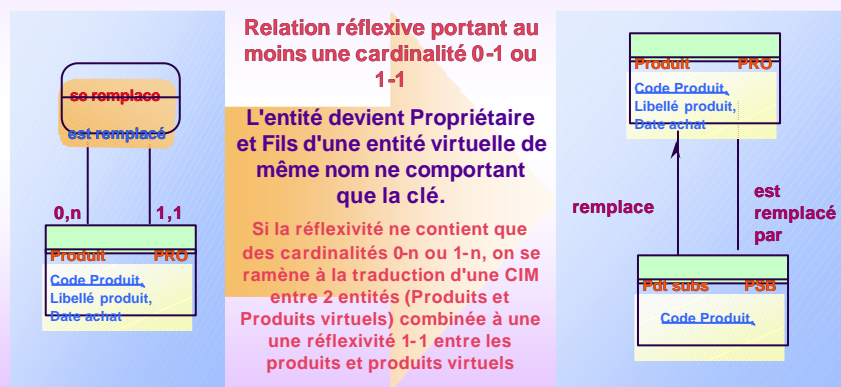 se remplace
est remplacé
0,n
1,1
Produit PRO
Code Produit,
Libellé produit,
Date achat
Relation réflexive portant au
moins une cardinalité 0-1 ou
1-1
L'entité devient Propriétaire
et Fils d'une entité virtuelle de
même nom ne comportant
que la clé.
Si la réflexivité ne contient que
des cardinalités 0-n ou 1-n, on se
ramène à la traduction d'une CIM
entre 2 entités (Produits et
Produits virtuels) combinée à une
une réflexivité 1-1 entre les
produits et produits virtuels
Produit PRO
Code Produit,
Libellé produit,
Date achat
remplace
est
remplacé
par
Pdt subs PSB
Code Produit,